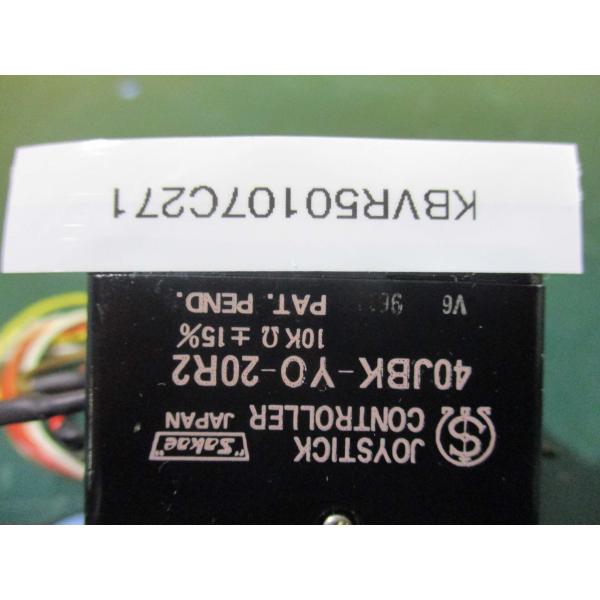 JOYSTICK "Sakae"
CONTROLLER JAPAN
40JBK-YO-20R2
10KΩ ±15%
V6 PAT. PEND.
KBVR50107C271